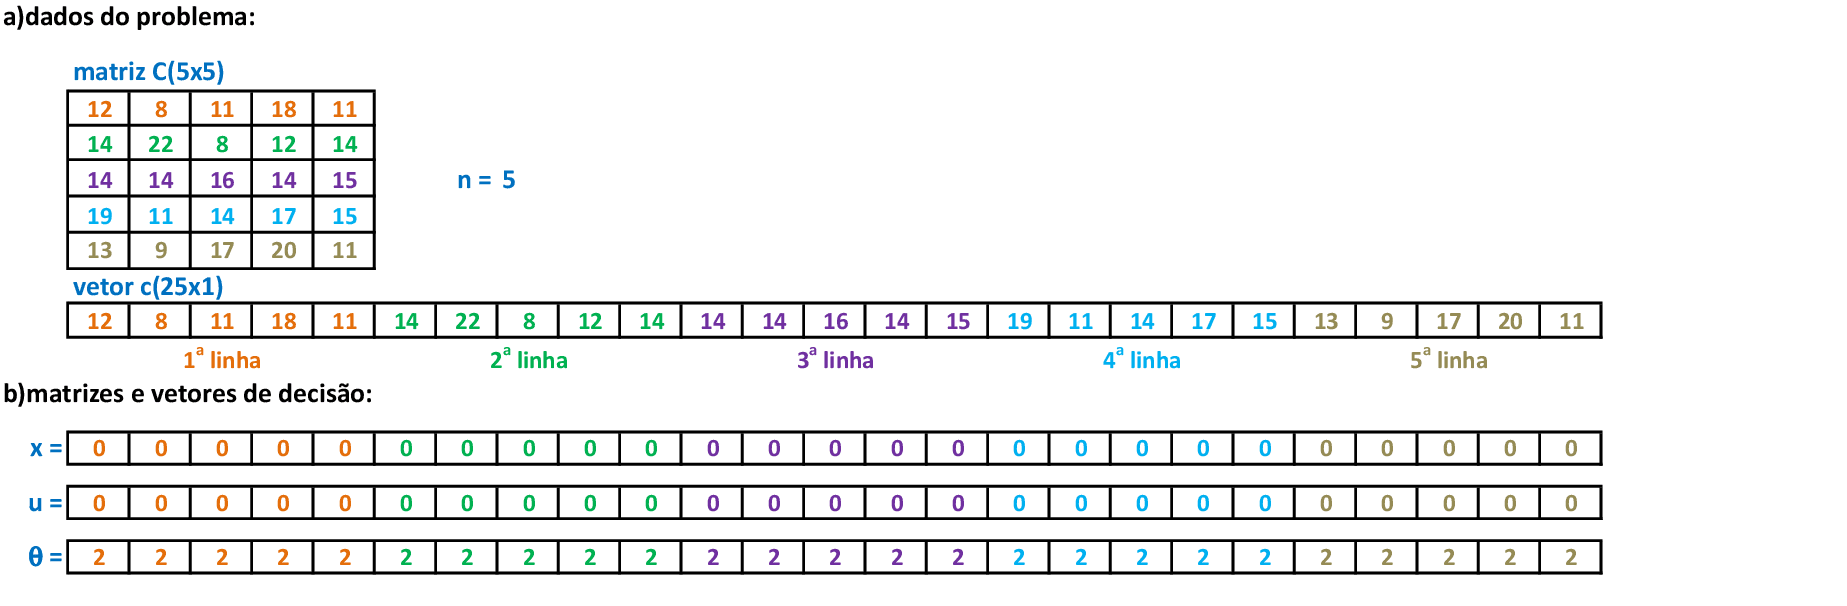 a)dados do problema:
matriz C(5x5)
12 8 11 18 11
14 22 8 12 14
14 14 16 14 15 n = 5
19 11 14 17 15
13 9 17 20 11
vetor c(25x1)
12 8 11 18 11 14 22 8 12 14 14 14 16 14 15 19 11 14 17 15 13 9 17 20 11
1ª linha 2ª linha 3ª linha 4ª linha 5ª linha
b)matrizes e vetores de decisão:
x = 0 0 0 0 0 0 0 0 0 0 0 0 0 0 0 0 0 0 0 0 0 0 0 0 0
u = 0 0 0 0 0 0 0 0 0 0 0 0 0 0 0 0 0 0 0 0 0 0 0 0 0
θ = 2 2 2 2 2 2 2 2 2 2 2 2 2 2 2 2 2 2 2 2 2 2 2 2 2